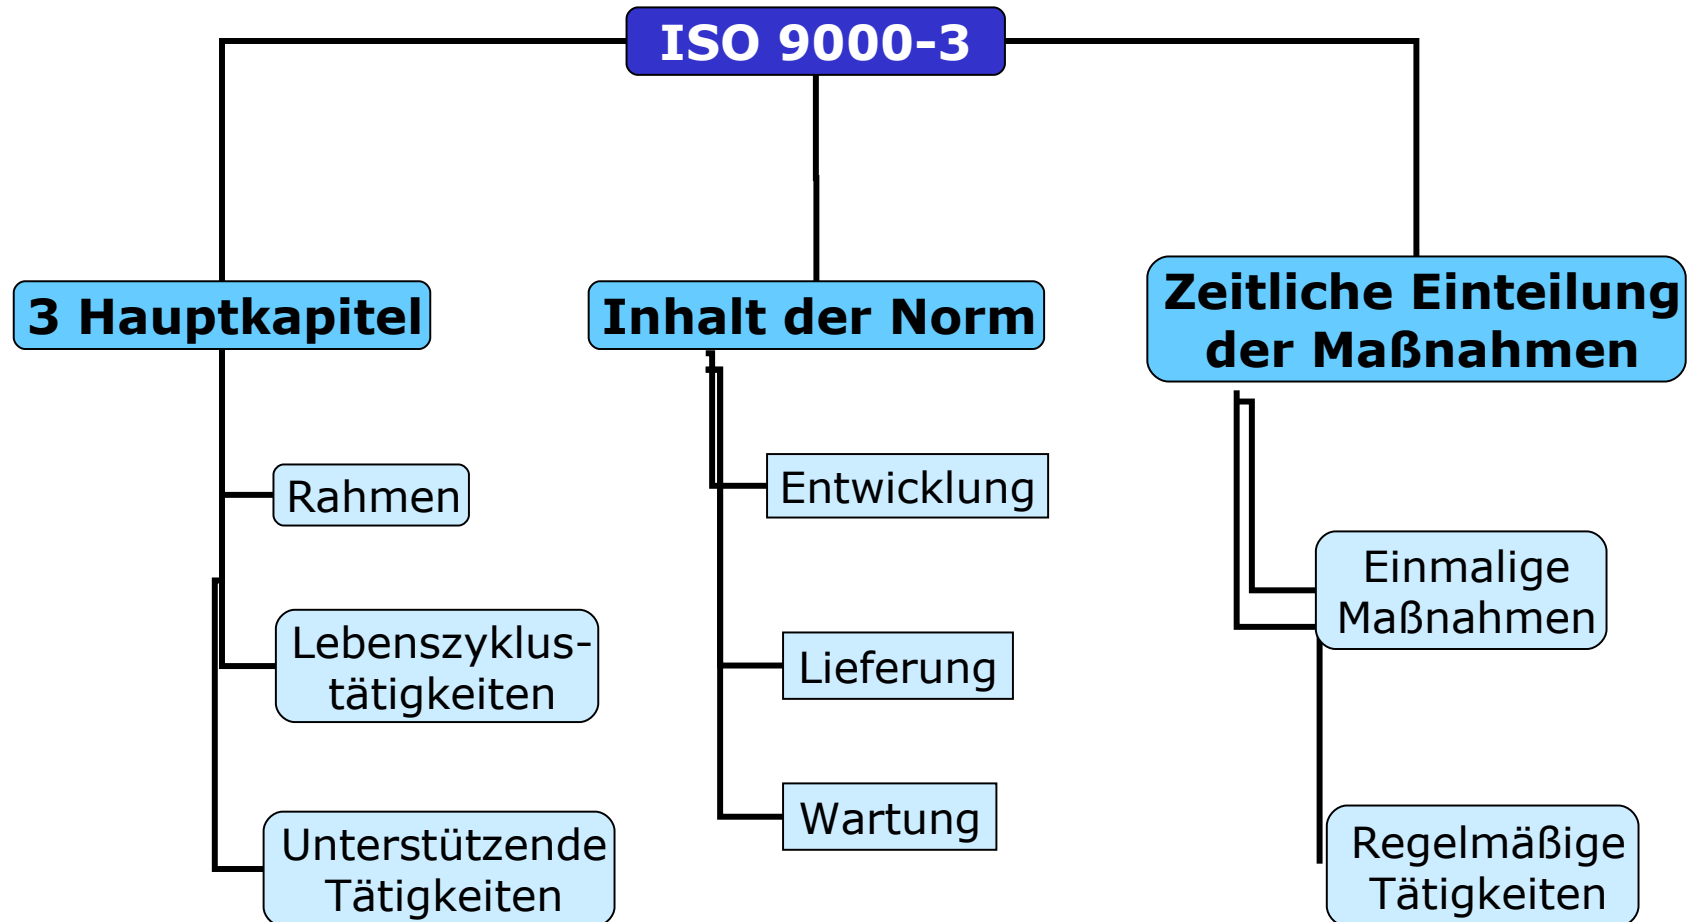 ISO 9000-3
3 Hauptkapitel
Rahmen
Lebenszyklus-
tätigkeiten
Unterstützende
Tätigkeiten
Inhalt der Norm
Entwicklung
Lieferung
Wartung
Zeitliche Einteilung
der Maßnahmen
Einmalige
Maßnahmen
Regelmäßige
Tätigkeiten